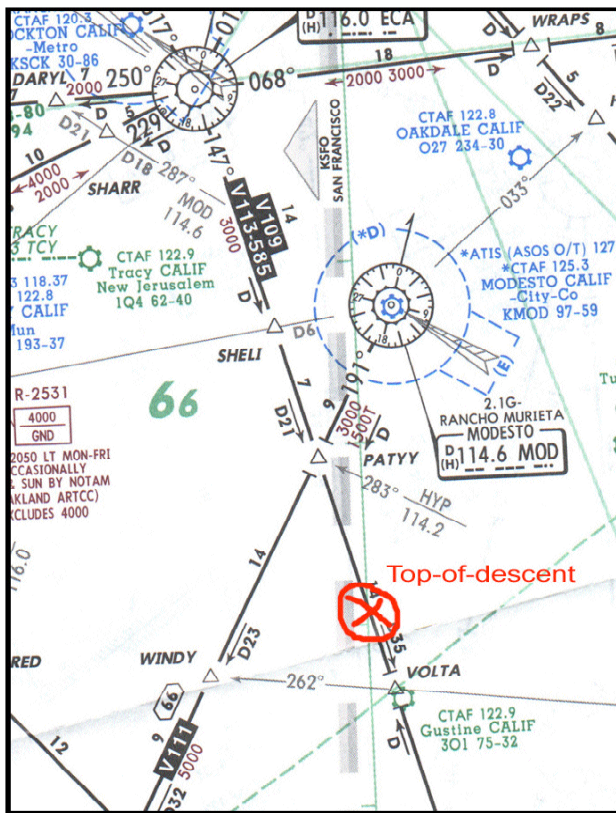 CTAF 120.3
OCKTON CALIF
-Metro
KSCK 30-86
017°
D
(H) 116.0 ECA
WRAPS
DARYL
7
250°
2000
068°
18
2000 3000
D
8
5
D22
D
229
D
D21
D18
287°
MOD
114.6
147°
10
4000
2000
SHARR
V109
V113-585
3000
14
D
KSFO
SAN FRANCISCO
CTAF 122.8
OAKDALE CALIF
O27 234-30
033°
TRACY
3 TCY
CTAF 122.9
Tracy CALIF
New Jerusalem
1Q4 62-40
118.37
122.8
CALIF
193-37
(*D)
*ATIS (ASOS O/T) 127
*CTAF 125.3
MODESTO CALIF
-City-Co
KMOD 97-59
(E)
SHELI
D6
7
D21
191°
9
3000
1500T
D
R-2531
4000
GND
2050 LT MON-FRI
CCASIONALLY
SUN BY NOTAM
AKLAND ARTCC)
XCLUDES 4000
66
2.1G-
RANCHO MURIETA
MODESTO
D
(H) 114.6 MOD
PATYY
283°
HYP
114.2
116.0
14
D23
Top-of-descent
14
D35
RED
WINDY
262°
VOLTA
66
9
V111
5000
D32
12
D
CTAF 122.9
Gustine CALIF
3O1 75-32